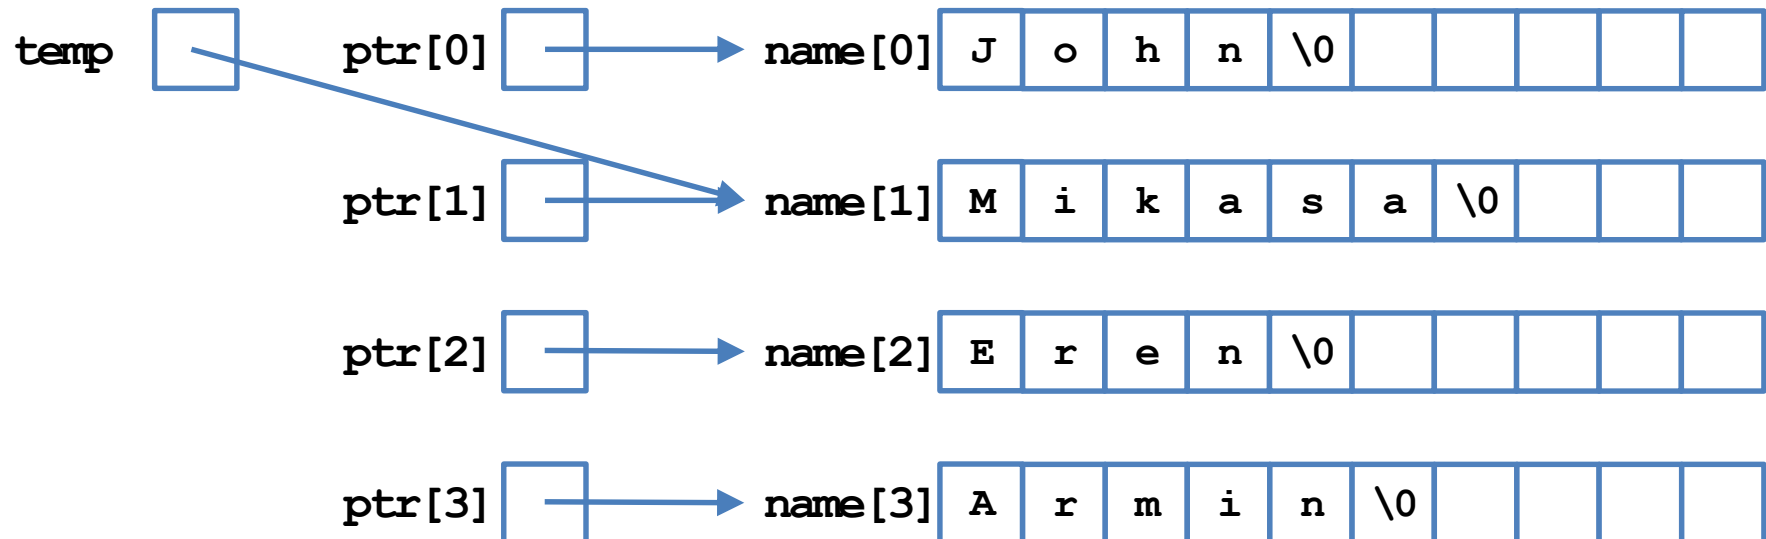 temp ptr[0] name[0] J o h n \0
ptr[1] name[1] M i k a s a \0
ptr[2] name[2] E r e n \0
ptr[3] name[3] A r m i n \0